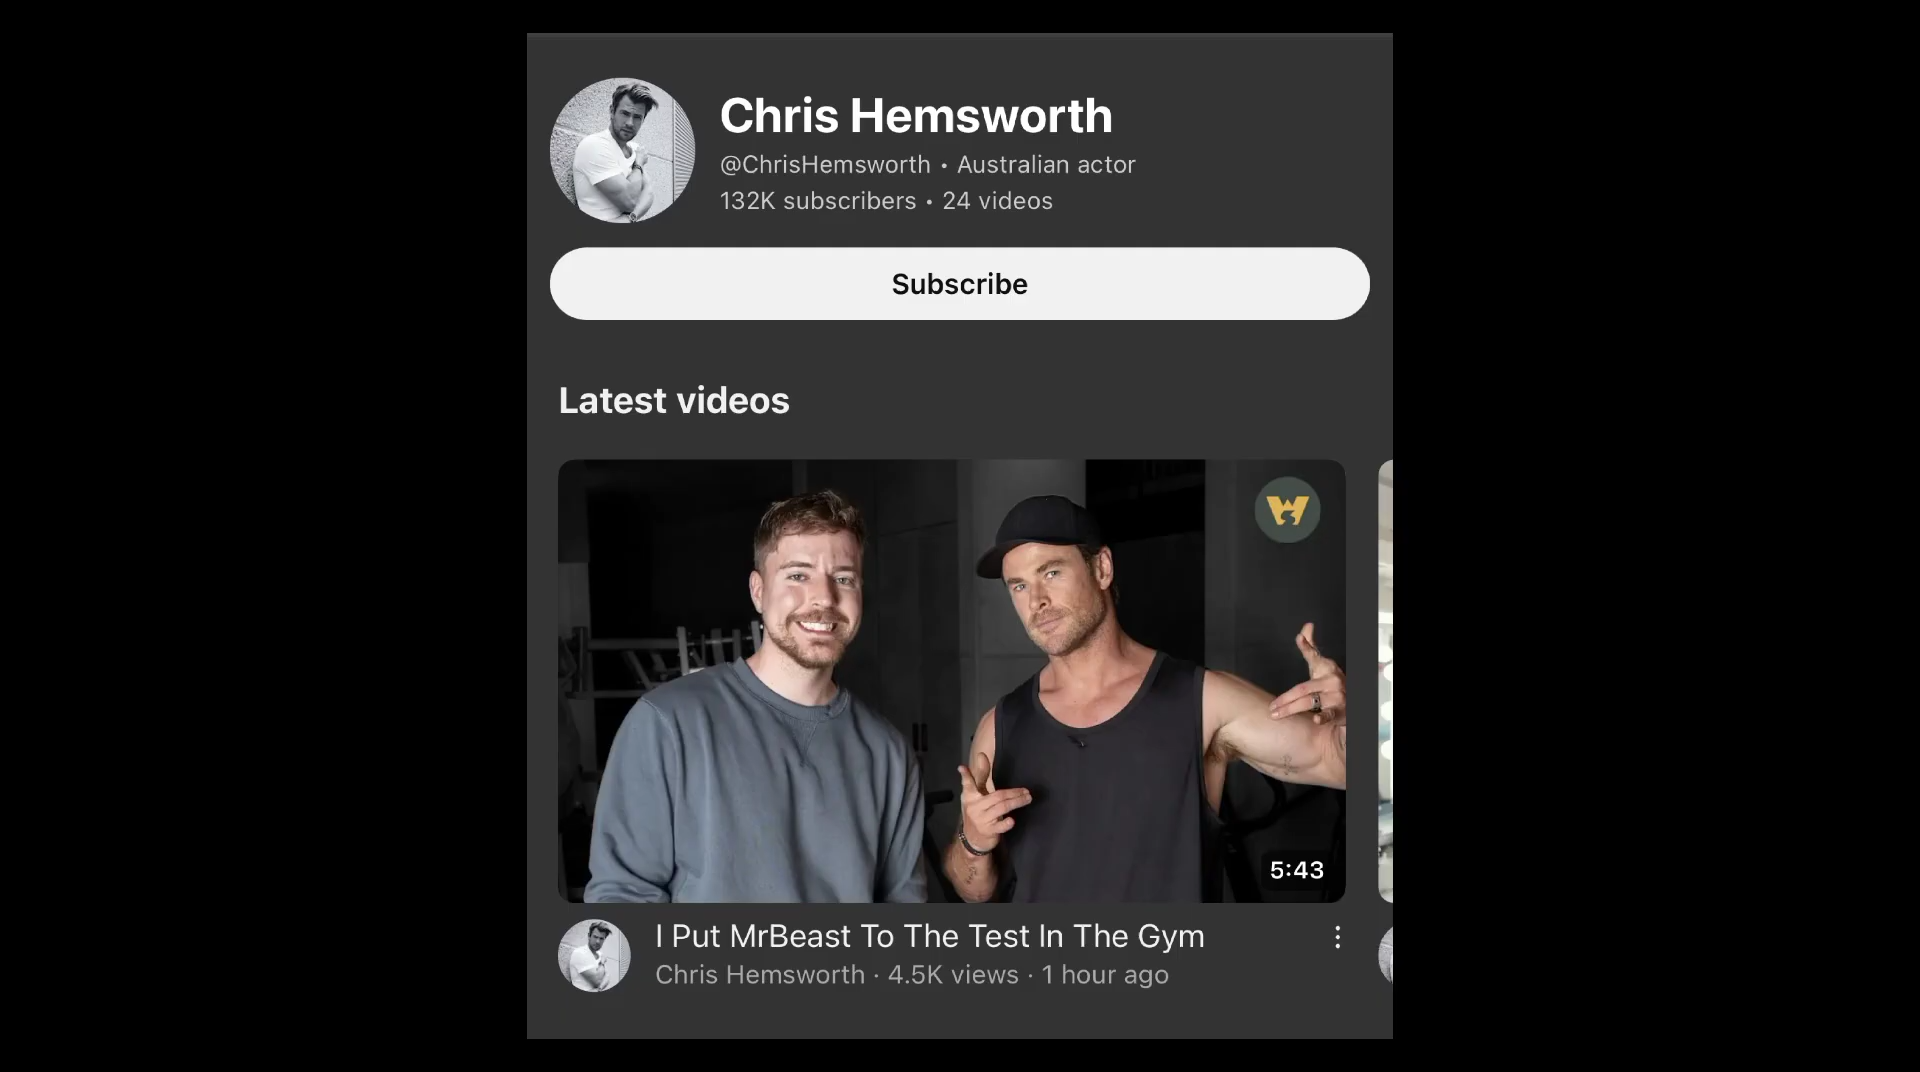 Chris Hemsworth
@ChrisHemsworth • Australian actor
132K subscribers • 24 videos
Subscribe
Latest videos
5:43
I Put MrBeast To The Test In The Gym
Chris Hemsworth · 4.5K views · 1 hour ago